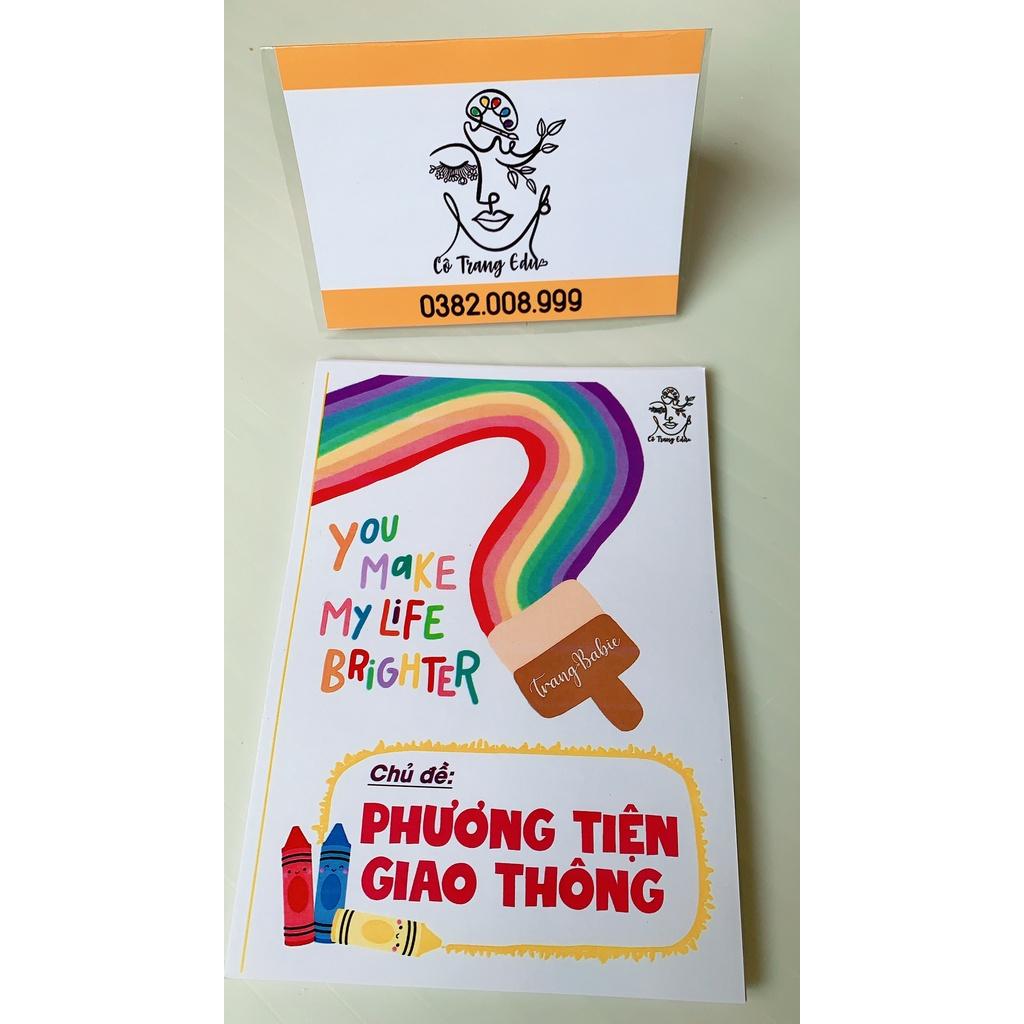 Cô Trang Edu
0382.008.999
Cô Trang Edu
YOU
MaKE
MY LiFE
BRiGHTER
Trang Babie
Chủ đề:
PHƯƠNG TIỆN
GIAO THÔNG